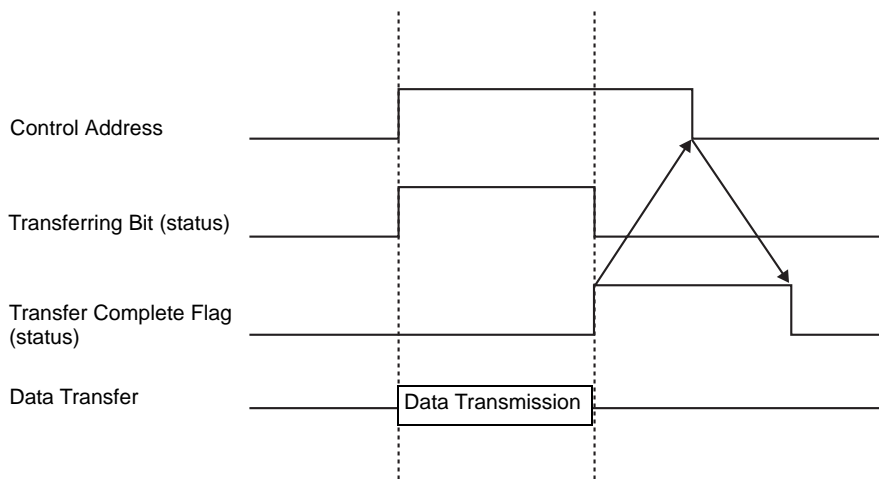 Control Address
Transferring Bit (status)
Transfer Complete Flag
(status)
Data Transfer
Data Transmission